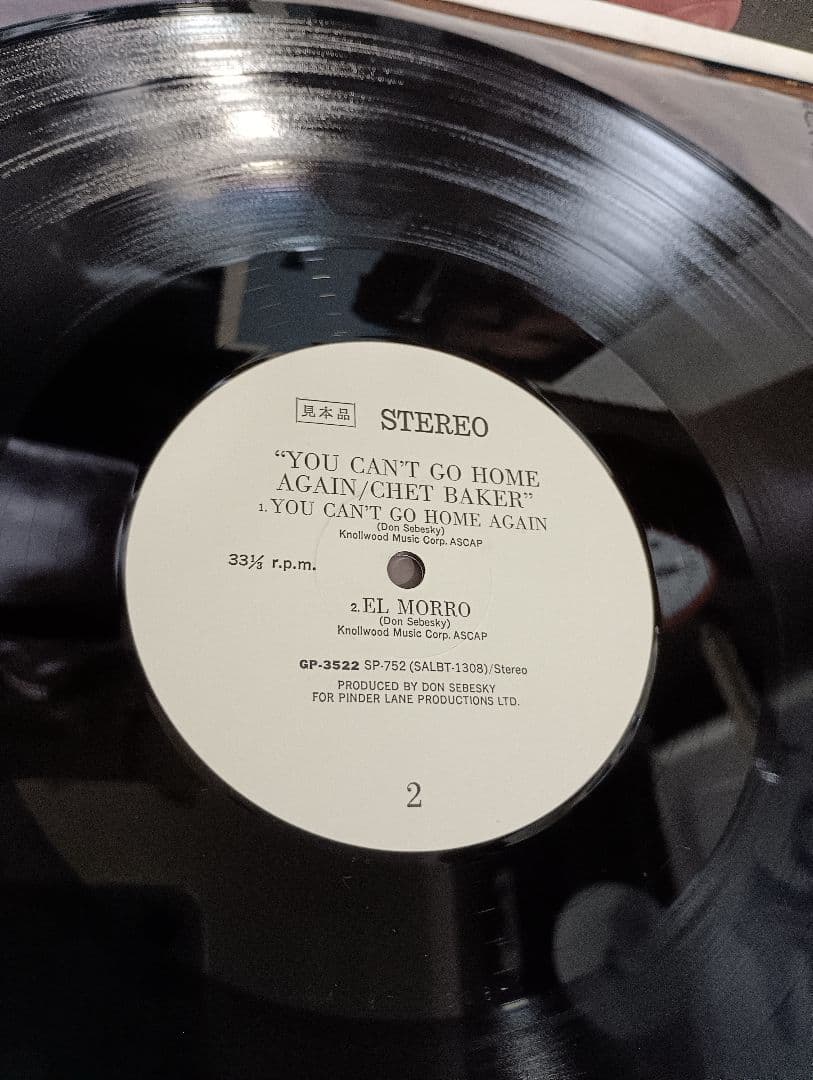 見本品 STEREO
“YOU CAN’T GO HOME
AGAIN/CHET BAKER”
1. YOU CAN’T GO HOME AGAIN
(Don Sebesky)
Knollwood Music Corp. ASCAP
33⅓ r.p.m.
2. EL MORRO
(Don Sebesky)
Knollwood Music Corp. ASCAP
GP-3522 SP-752 (SALBT-1308)/Stereo
PRODUCED BY DON SEBESKY
FOR PINDER LANE PRODUCTIONS LTD.
2